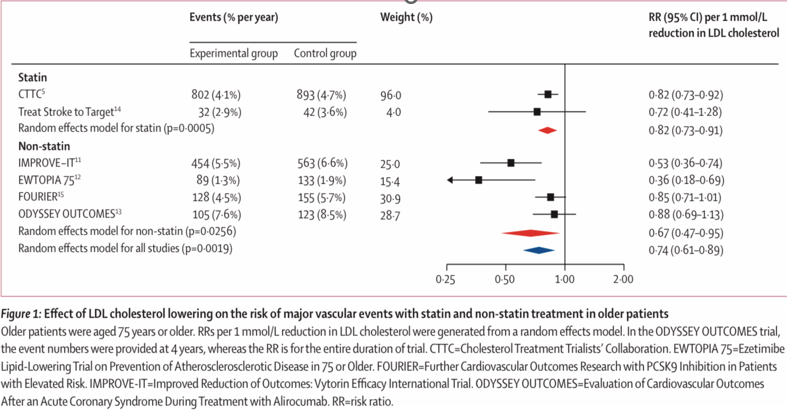 Events (% per year) Weight (%) RR (95% CI) per 1 mmol/L
reduction in LDL cholesterol
Experimental group Control group
Statin
CTTC⁵ 802 (4·1%) 893 (4·7%) 96·0 0·82 (0·73–0·92)
Treat Stroke to Target¹⁴ 32 (2·9%) 42 (3·6%) 4·0 0·72 (0·41–1·28)
Random effects model for statin (p=0·0005) 0·82 (0·73–0·91)
Non-statin
IMPROVE–IT¹¹ 454 (5·5%) 563 (6·6%) 25·0 0·53 (0·36–0·74)
EWTOPIA 75¹² 89 (1·3%) 133 (1·9%) 15·4 0·36 (0·18–0·69)
FOURIER¹⁵ 128 (4·5%) 155 (5·7%) 30·9 0·85 (0·71–1·01)
ODYSSEY OUTCOMES¹³ 105 (7·6%) 123 (8·5%) 28·7 0·88 (0·69–1·13)
Random effects model for non-statin (p=0·0256) 0·67 (0·47–0·95)
Random effects model for all studies (p=0·0019) 0·74 (0·61–0·89)
0·25 0·50 1·00 2·00
Figure 1: Effect of LDL cholesterol lowering on the risk of major vascular events with statin and non-statin treatment in older patients
Older patients were aged 75 years or older. RRs per 1 mmol/L reduction in LDL cholesterol were generated from a random effects model. In the ODYSSEY OUTCOMES trial,
the event numbers were provided at 4 years, whereas the RR is for the entire duration of trial. CTTC=Cholesterol Treatment Trialists' Collaboration. EWTOPIA 75=Ezetimibe
Lipid-Lowering Trial on Prevention of Atherosclerotic Disease in 75 or Older. FOURIER=Further Cardiovascular Outcomes Research with PCSK9 Inhibition in Patients
with Elevated Risk. IMPROVE-IT=Improved Reduction of Outcomes: Vytorin Efficacy International Trial. ODYSSEY OUTCOMES=Evaluation of Cardiovascular Outcomes
After an Acute Coronary Syndrome During Treatment with Alirocumab. RR=risk ratio.